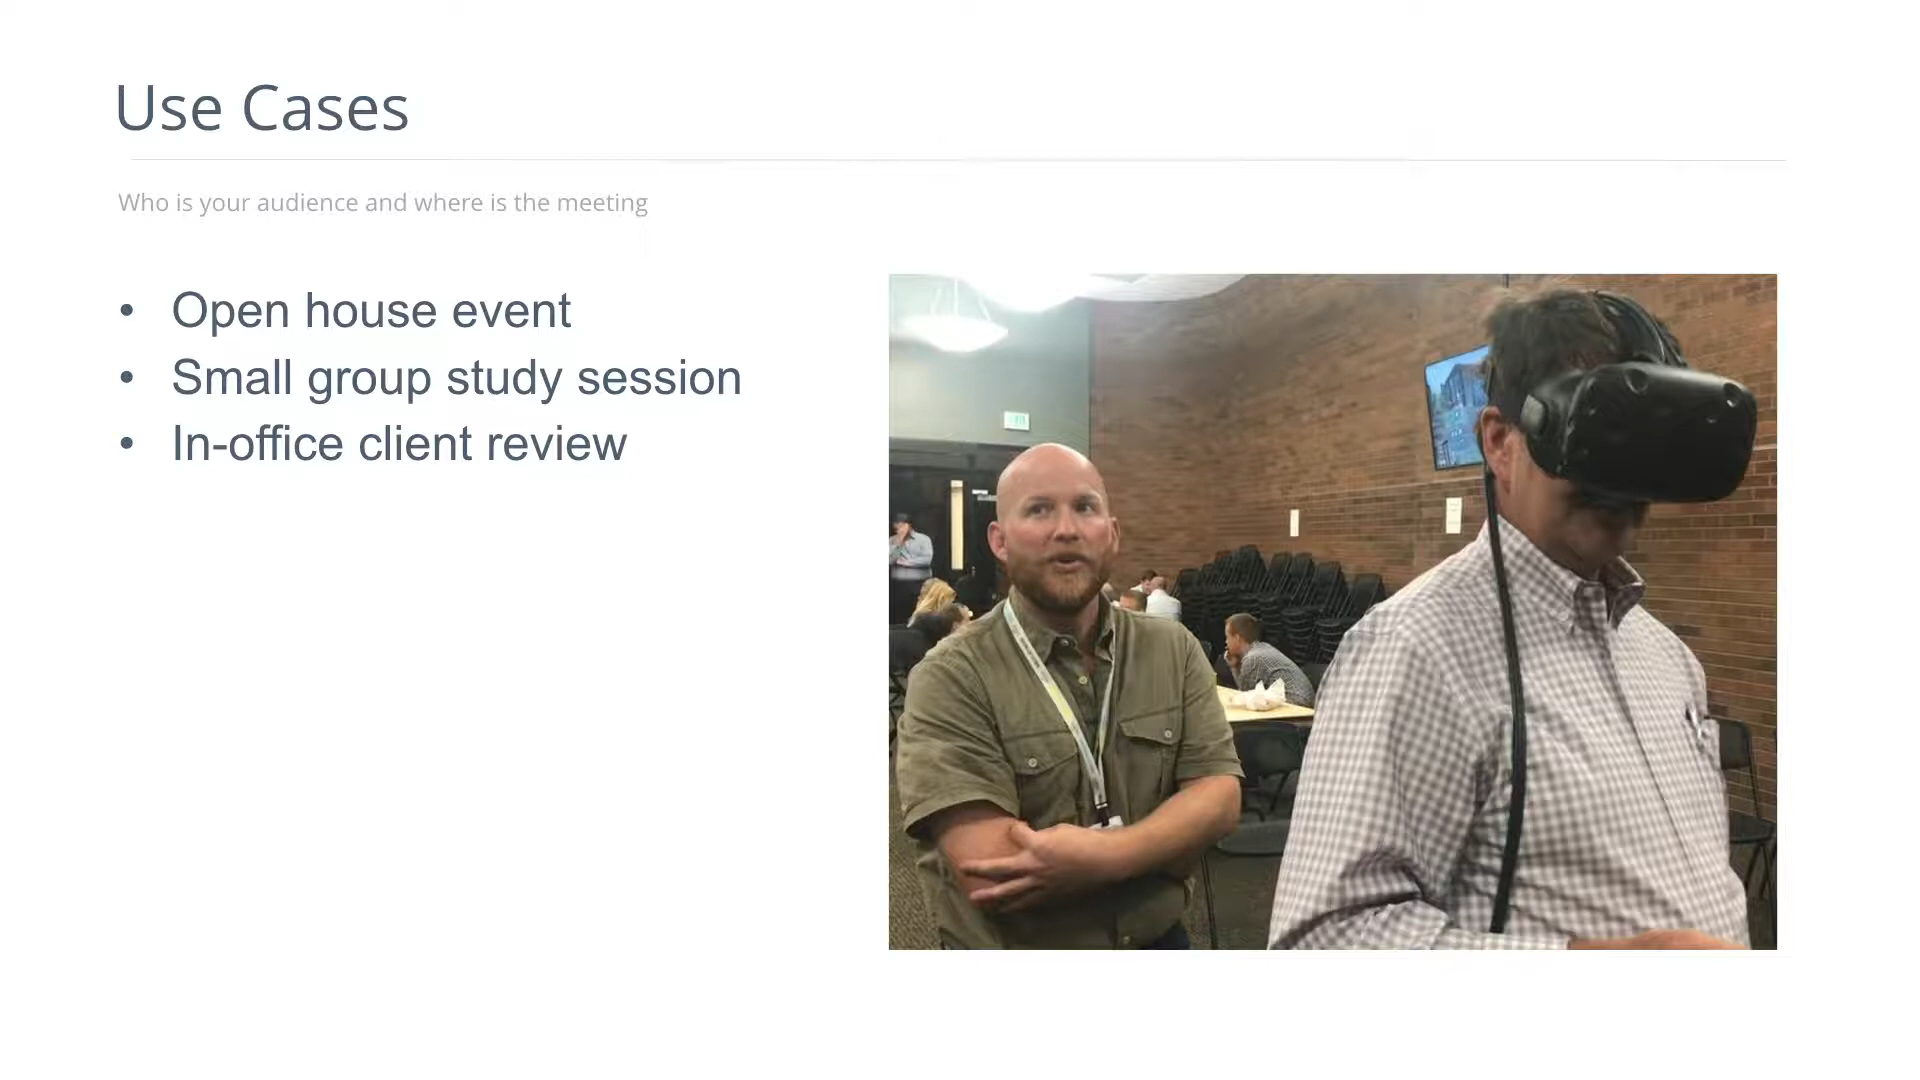 Use Cases
Who is your audience and where is the meeting
• Open house event
• Small group study session
• In-office client review